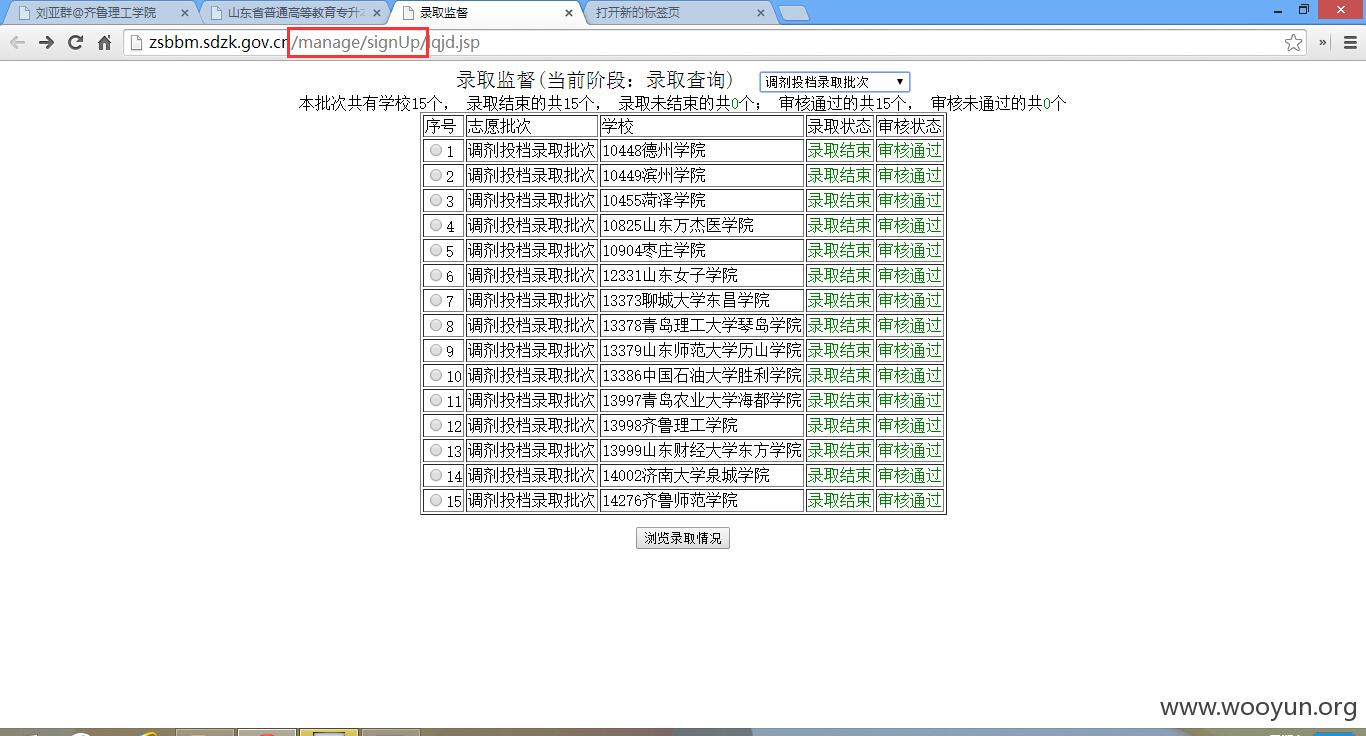 刘亚群@齐鲁理工学院
山东省普通高等教育专升
录取监督
打开新的标签页
zsbbm.sdzk.gov.cn/manage/signUp/lqjd.jsp
录取监督(当前阶段：录取查询) 调剂投档录取批次
本批次共有学校15个， 录取结束的共15个， 录取未结束的共0个； 审核通过的共15个， 审核未通过的共0个
序号 志愿批次 学校 录取状态 审核状态
1 调剂投档录取批次 10448德州学院 录取结束 审核通过
2 调剂投档录取批次 10449滨州学院 录取结束 审核通过
3 调剂投档录取批次 10455菏泽学院 录取结束 审核通过
4 调剂投档录取批次 10825山东万杰医学院 录取结束 审核通过
5 调剂投档录取批次 10904枣庄学院 录取结束 审核通过
6 调剂投档录取批次 12331山东女子学院 录取结束 审核通过
7 调剂投档录取批次 13373聊城大学东昌学院 录取结束 审核通过
8 调剂投档录取批次 13378青岛理工大学琴岛学院 录取结束 审核通过
9 调剂投档录取批次 13379山东师范大学历山学院 录取结束 审核通过
10 调剂投档录取批次 13386中国石油大学胜利学院 录取结束 审核通过
11 调剂投档录取批次 13997青岛农业大学海都学院 录取结束 审核通过
12 调剂投档录取批次 13998齐鲁理工学院 录取结束 审核通过
13 调剂投档录取批次 13999山东财经大学东方学院 录取结束 审核通过
14 调剂投档录取批次 14002济南大学泉城学院 录取结束 审核通过
15 调剂投档录取批次 14276齐鲁师范学院 录取结束 审核通过
浏览录取情况
www.wooyun.org